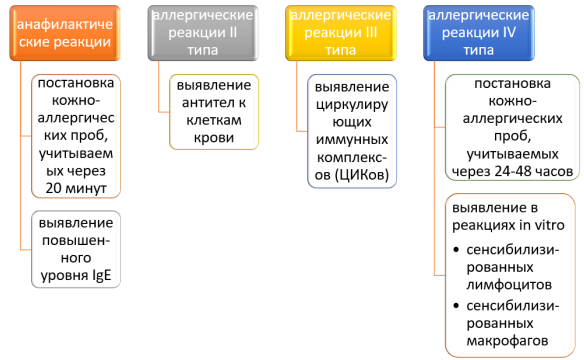 анафилактиче
ские реакции
постановка
кожно-
аллергичес
ких проб,
учитываем
ых через
20 минут
выявление
повышен-
ного
уровня IgE
аллергические
реакции II
типа
выявление
антител к
клеткам
крови
аллергические
реакции III
типа
выявление
циркулиру
ющих
иммунных
комплекс-
ов (ЦИКов)
аллергические
реакции IV
типа
постановка
кожно-
аллергических
проб,
учитываемых
через 24-48 часов
выявление в
реакциях in vitro
• сенсибилизи-
рованных
лимфоцитов
• сенсибилизи-
рованных
макрофагов